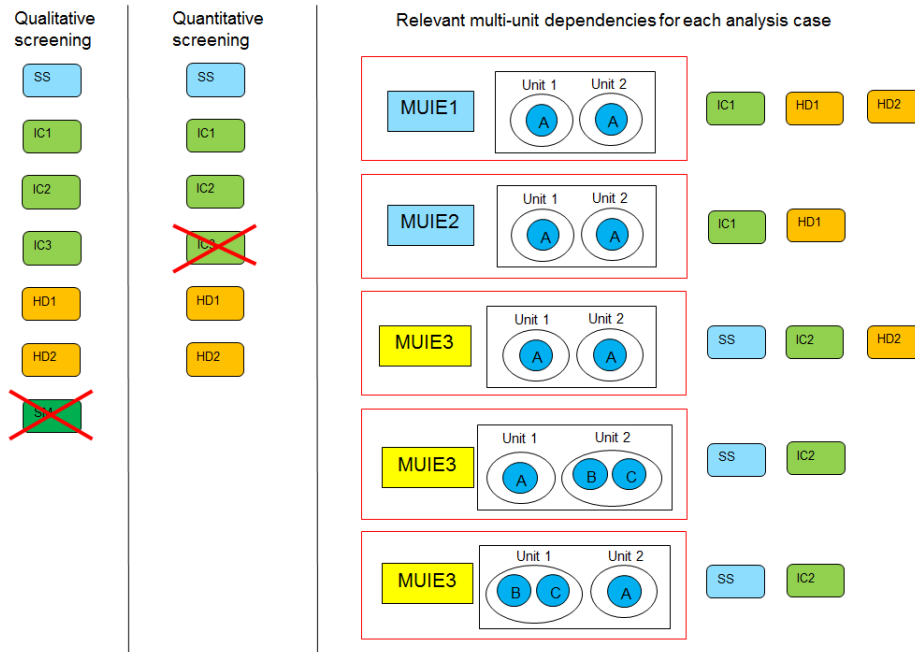 Qualitative
screening
SS
IC1
IC2
IC3
HD1
HD2
SM
Quantitative
screening
SS
IC1
IC2
IC3
HD1
HD2
Relevant multi-unit dependencies for each analysis case
MUIE1
Unit 1 Unit 2
A A
IC1 HD1 HD2
MUIE2
Unit 1 Unit 2
A A
IC1 HD1
MUIE3
Unit 1 Unit 2
A A
SS IC2 HD2
MUIE3
Unit 1 Unit 2
A B C
SS IC2
MUIE3
Unit 1 Unit 2
B C A
SS IC2